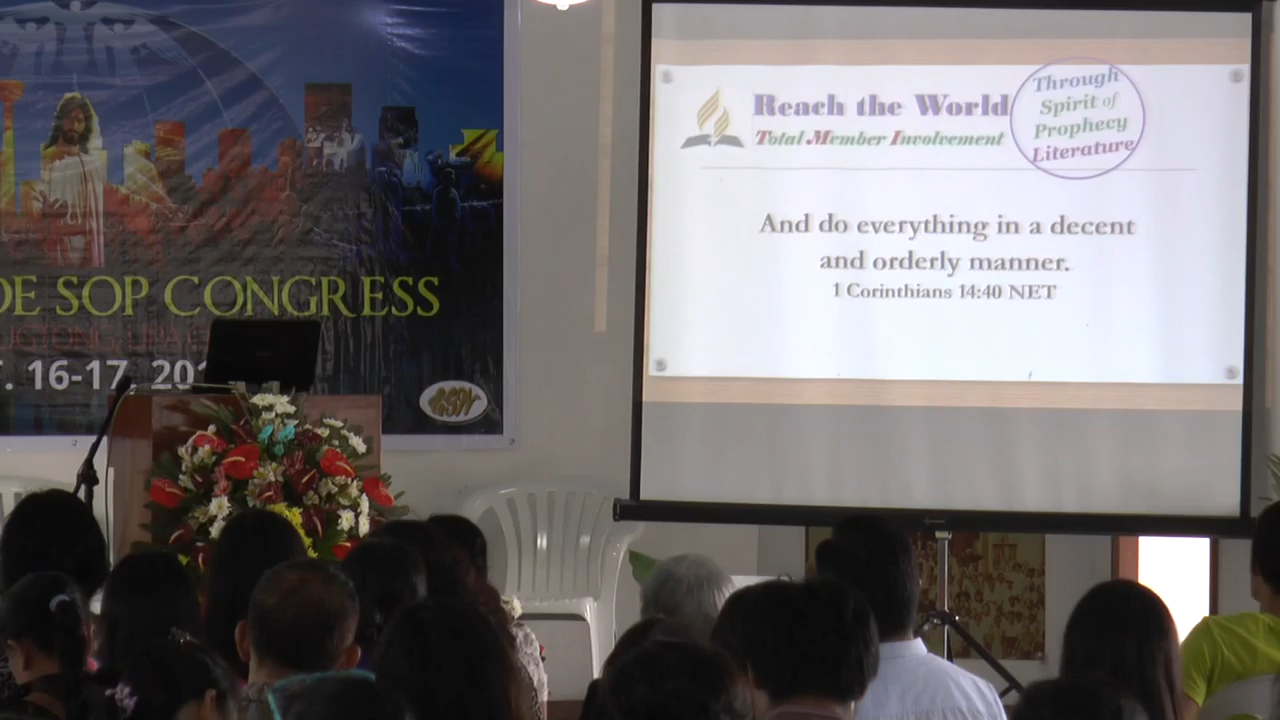 DE SOP CONGRESS
16-17, 201
Reach the World
Total Member Involvement
Through
Spirit of
Prophecy
Literature
And do everything in a decent
and orderly manner.
1 Corinthians 14:40 NET